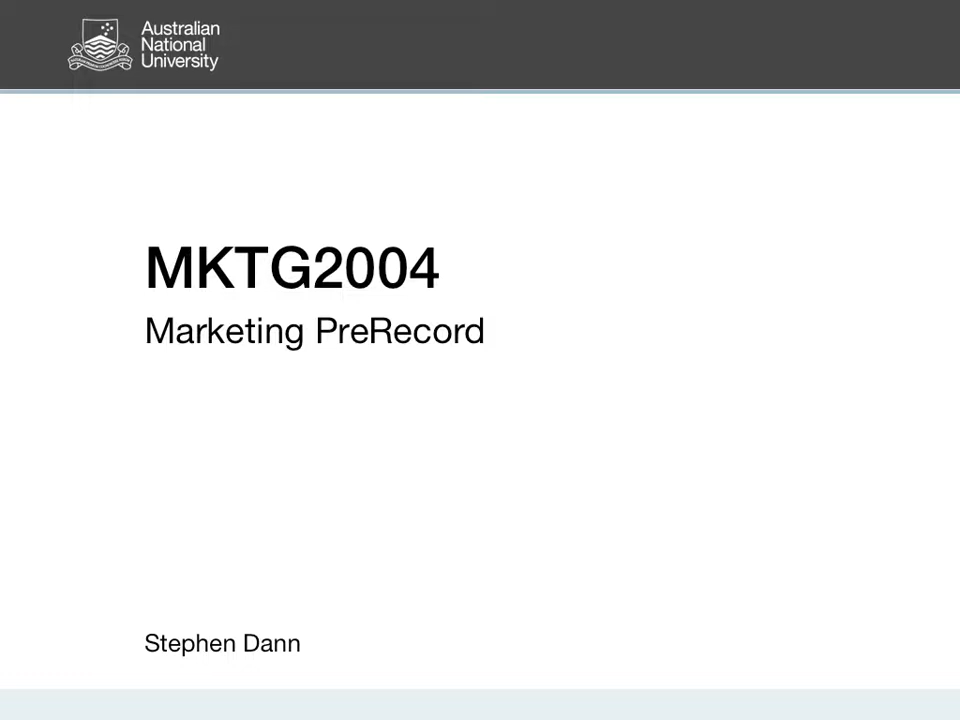 Australian
National
University
MKTG2004
Marketing PreRecord
Stephen Dann